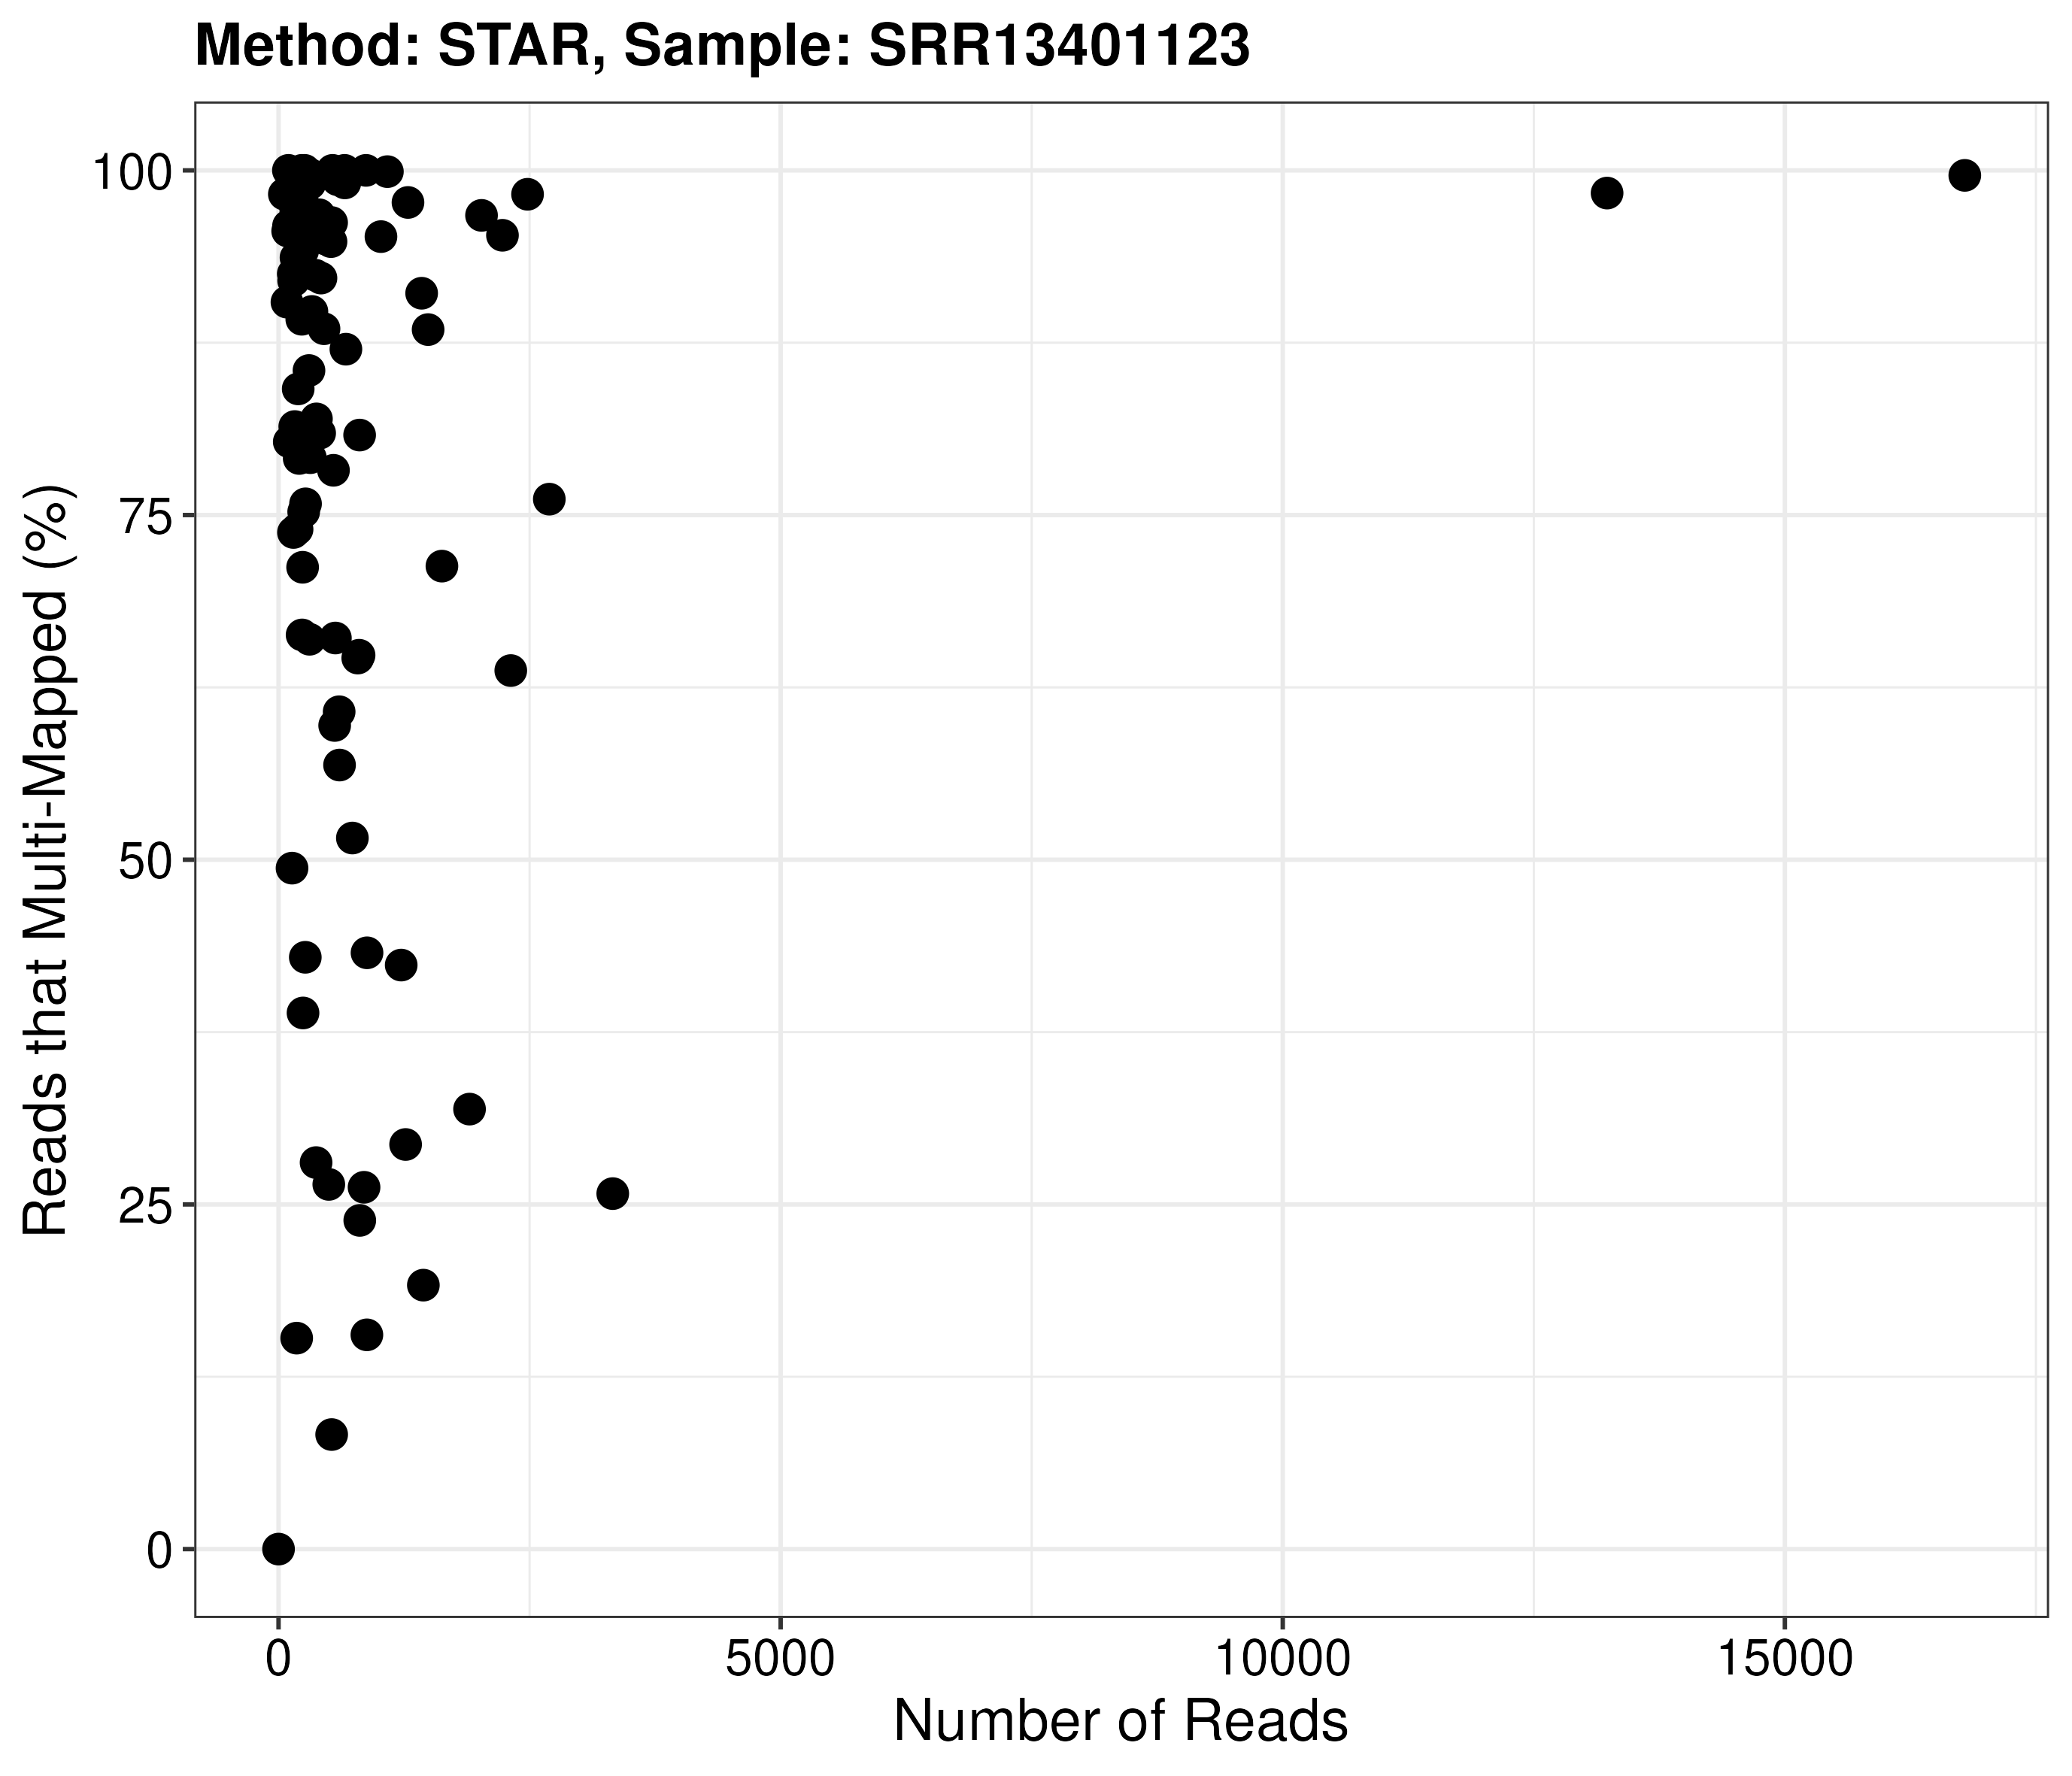 Method: STAR, Sample: SRR13401123
Reads that Multi-Mapped (%)
100
75
50
25
0
0 5000 10000 15000
Number of Reads